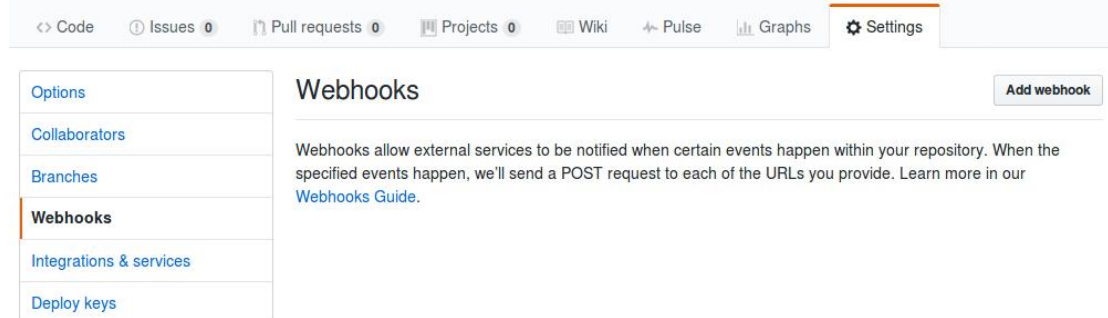 Code Issues 0 Pull requests 0 Projects 0 Wiki Pulse Graphs Settings
Options
Collaborators
Branches
Webhooks
Integrations & services
Deploy keys
Webhooks
Add webhook
Webhooks allow external services to be notified when certain events happen within your repository. When the
specified events happen, we'll send a POST request to each of the URLs you provide. Learn more in our
Webhooks Guide.